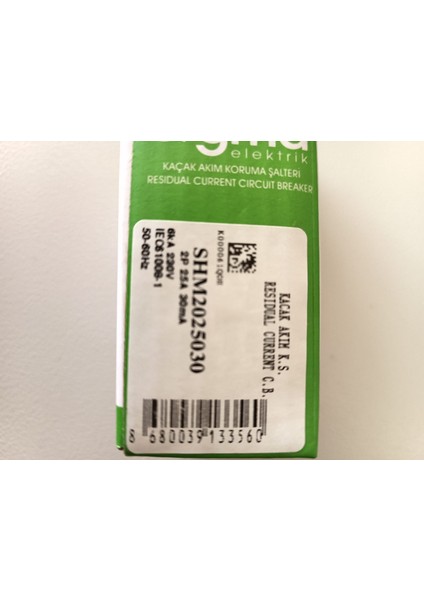 elektrik
KAÇAK AKIM KORUMA ŞALTERİ
RESIDUAL CURRENT CIRCUIT BREAKER
KACAK AKIM K.S.
RESIDUAL CURRENT C.B.
SHM2025030
2P 25A 30mA
6kA 230V
IEC61008-1
50-60Hz
8 680039 133560